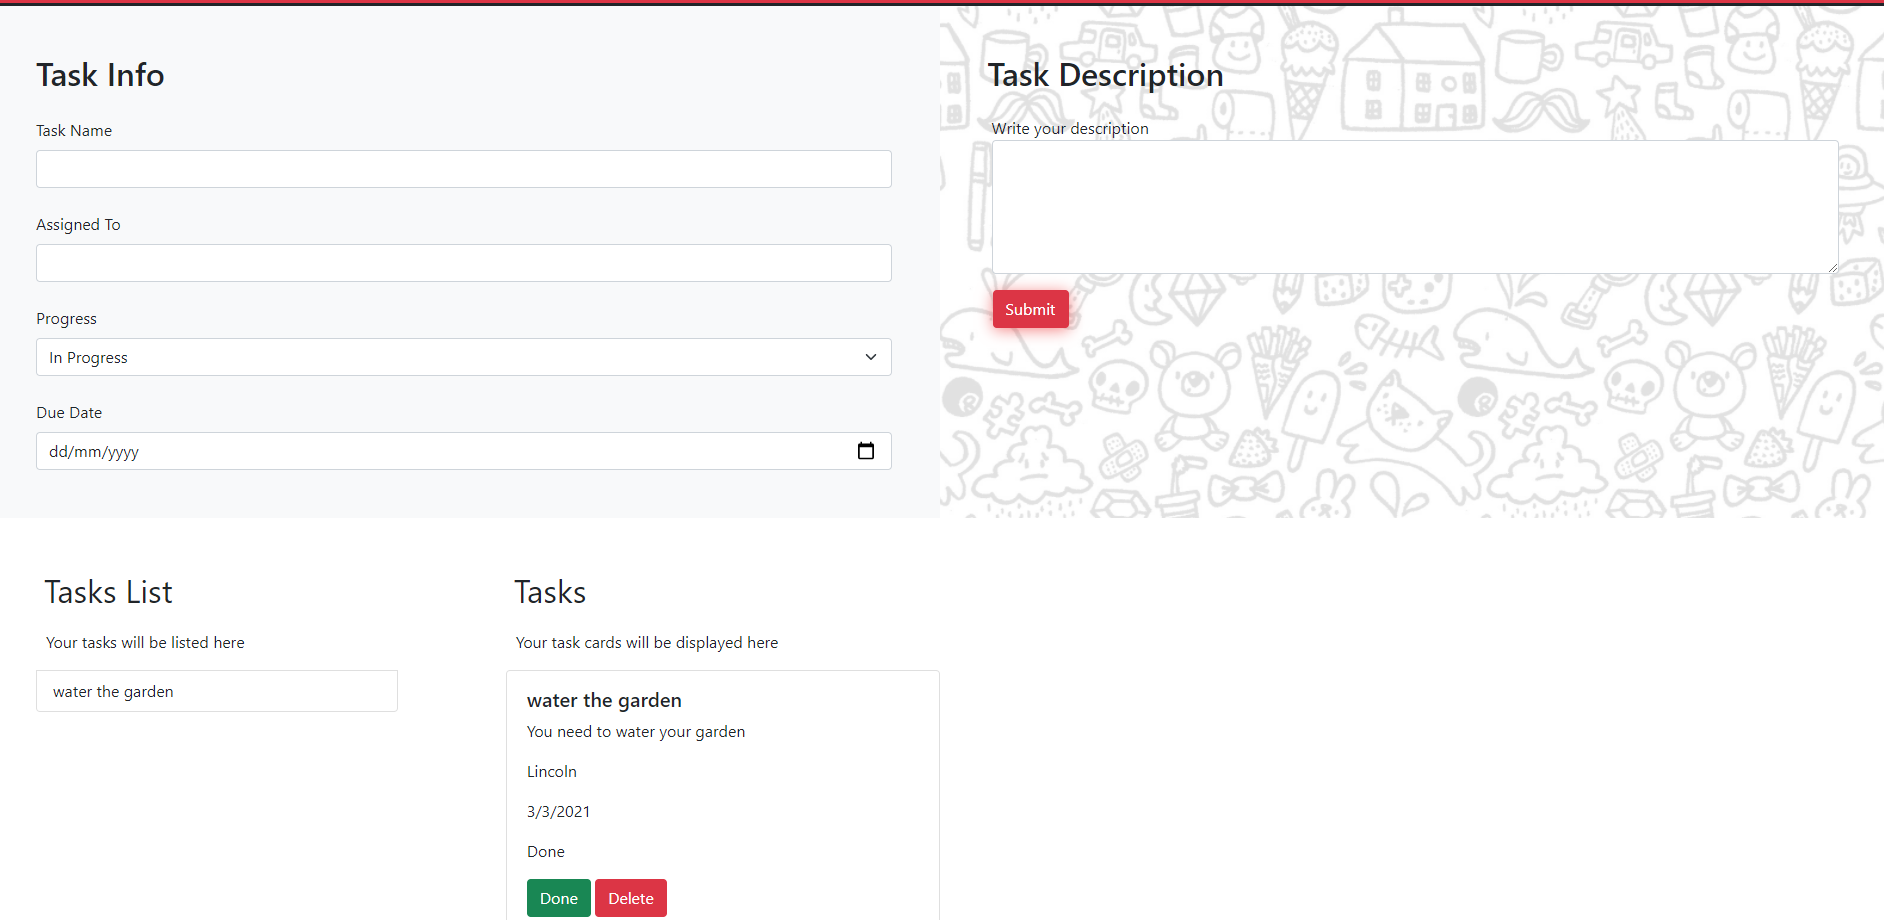 Task Info
Task Name
Assigned To
Progress
In Progress
Due Date
dd/mm/yyyy
Task Description
Write your description
Submit
Tasks List
Your tasks will be listed here
water the garden
Tasks
Your task cards will be displayed here
water the garden
You need to water your garden
Lincoln
3/3/2021
Done
Done Delete